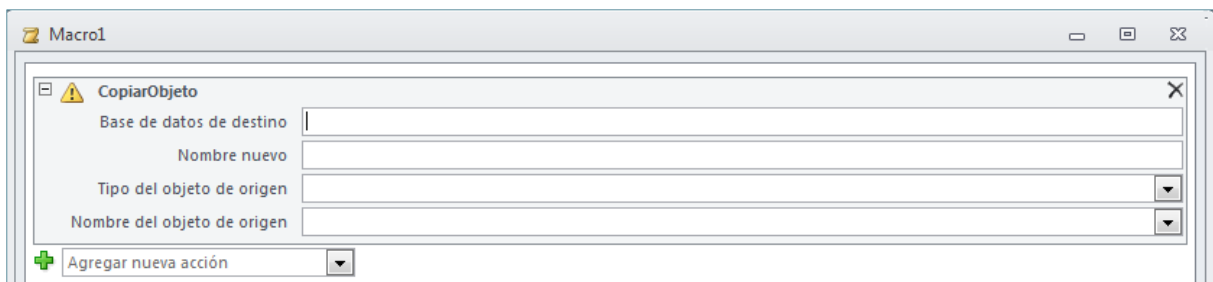 Macro1
CopiarObjeto
Base de datos de destino
Nombre nuevo
Tipo del objeto de origen
Nombre del objeto de origen
Agregar nueva acción